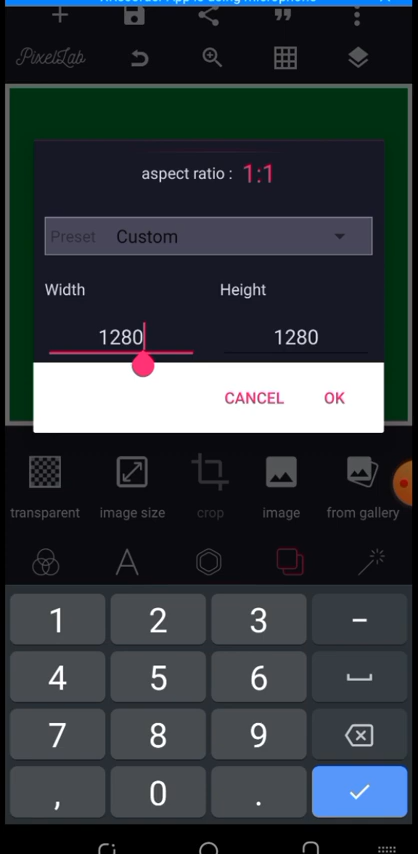 PixelLab
aspect ratio : 1:1
Preset Custom
Width Height
1280 1280
CANCEL OK
transparent image size crop image from gallery
A
1 2 3 -
4 5 6
7 8 9
, 0 .